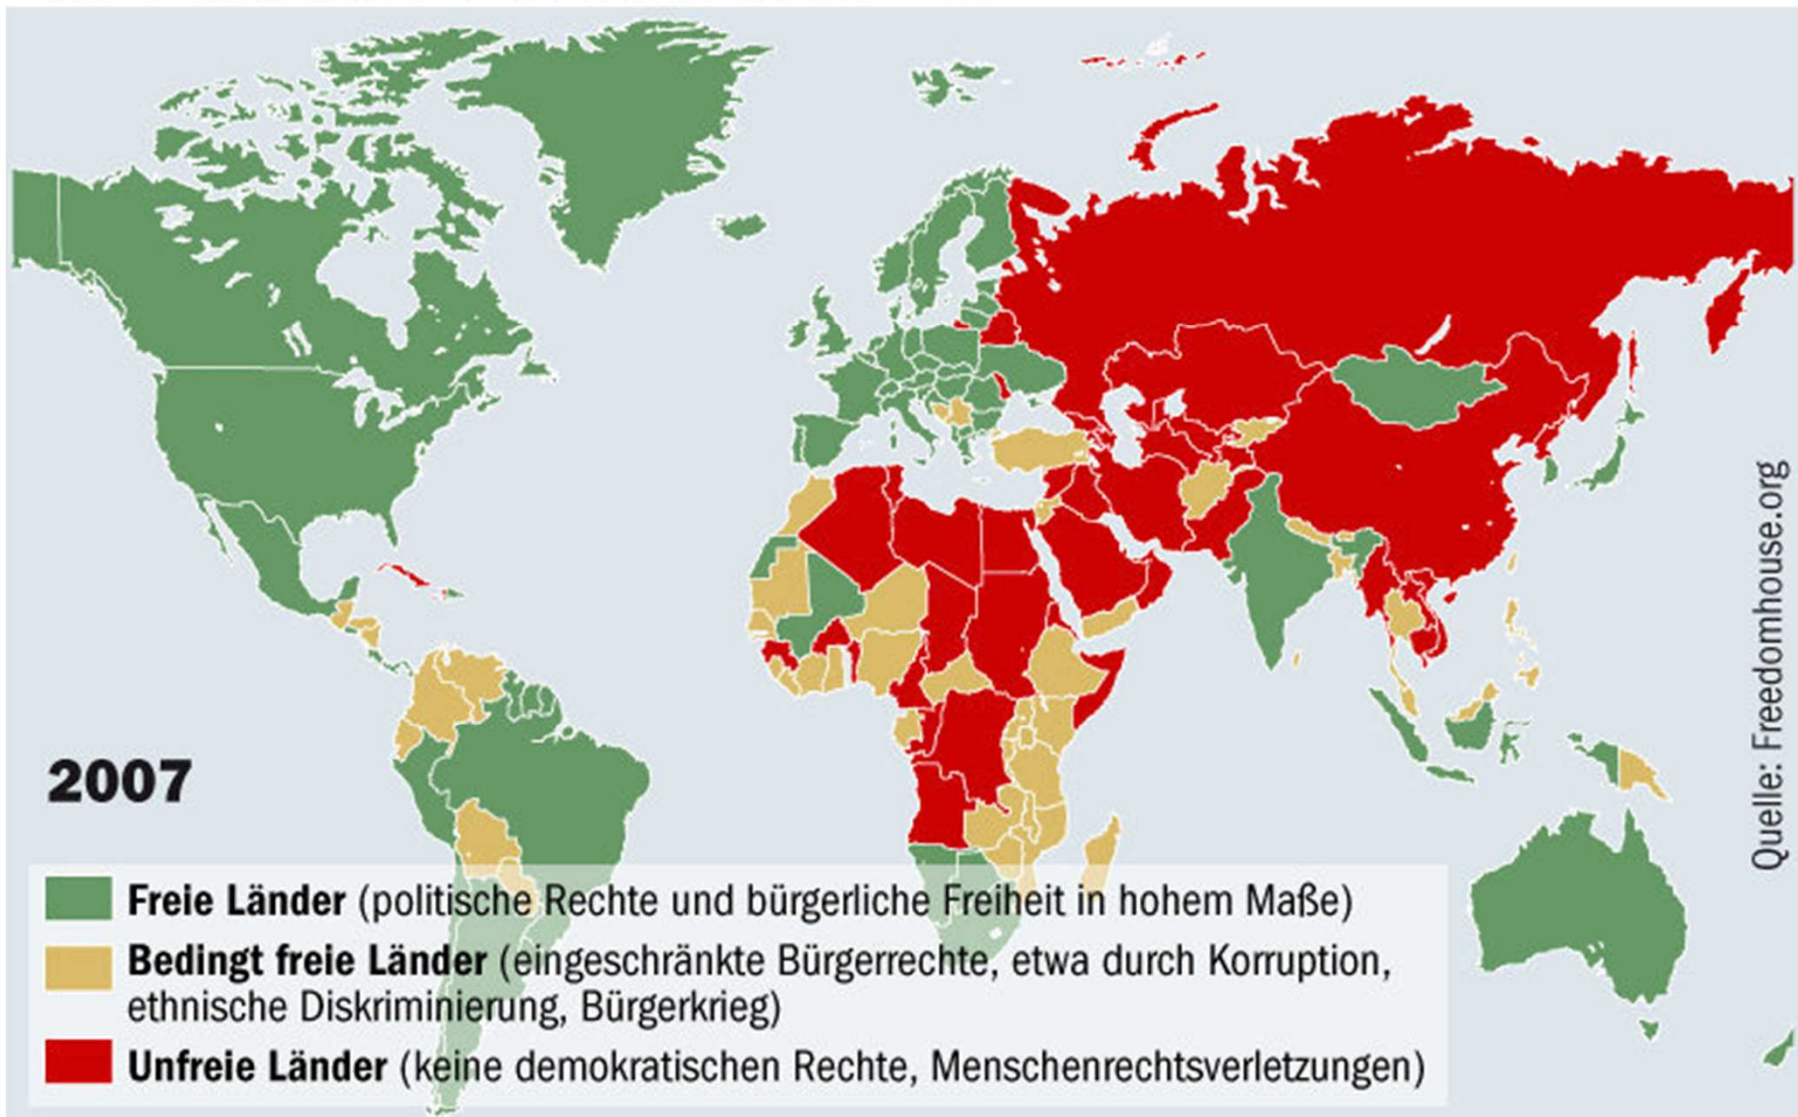 2007
Freie Länder (politische Rechte und bürgerliche Freiheit in hohem Maße)
Bedingt freie Länder (eingeschränkte Bürgerrechte, etwa durch Korruption,
ethnische Diskriminierung, Bürgerkrieg)
Unfreie Länder (keine demokratischen Rechte, Menschenrechtsverletzungen)
Quelle: Freedomhouse.org